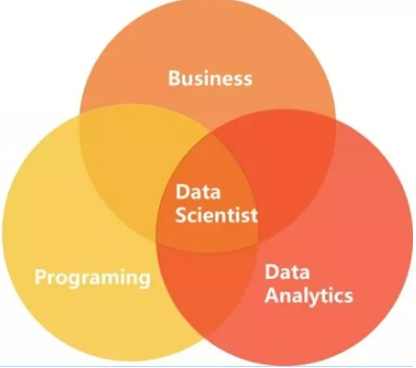 Business
Data
Scientist
Programing
Data
Analytics